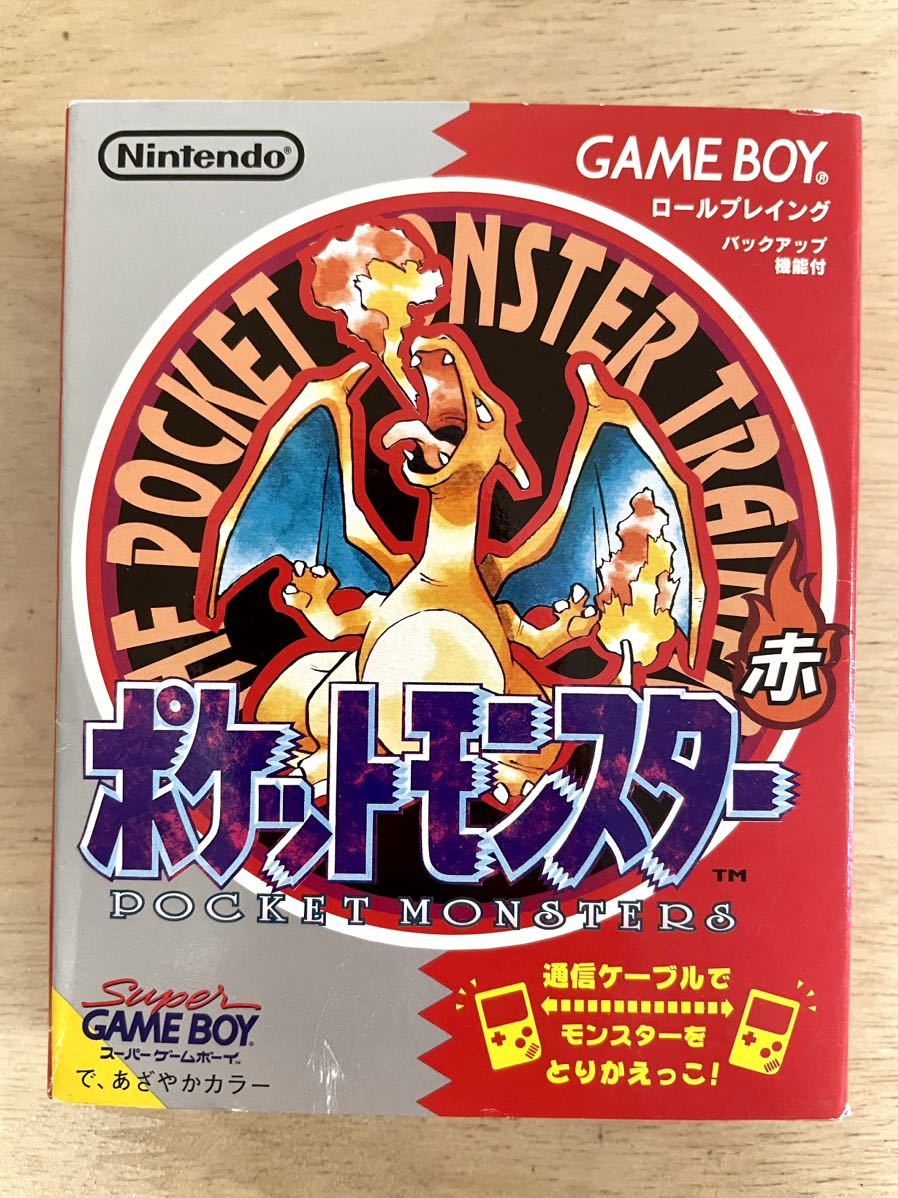 Nintendo®
GAME BOY®
ロールプレイング
バックアップ
機能付
THE POCKET MONSTER TRAINER
赤
ポケットモンスター
TM
POCKET MONSTERS
Super
GAME BOY™
スーパーゲームボーイ
で、あざやかカラー
通信ケーブルで
モンスターを
とりかえっこ!